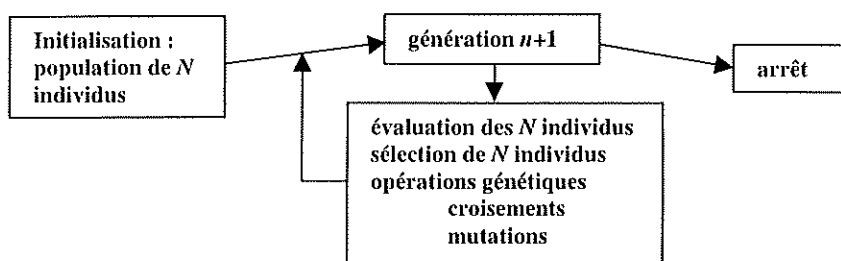 Initialisation :
population de N
individus
génération n+1
arrêt
évaluation des N individus
sélection de N individus
opérations génétiques
croisements
mutations